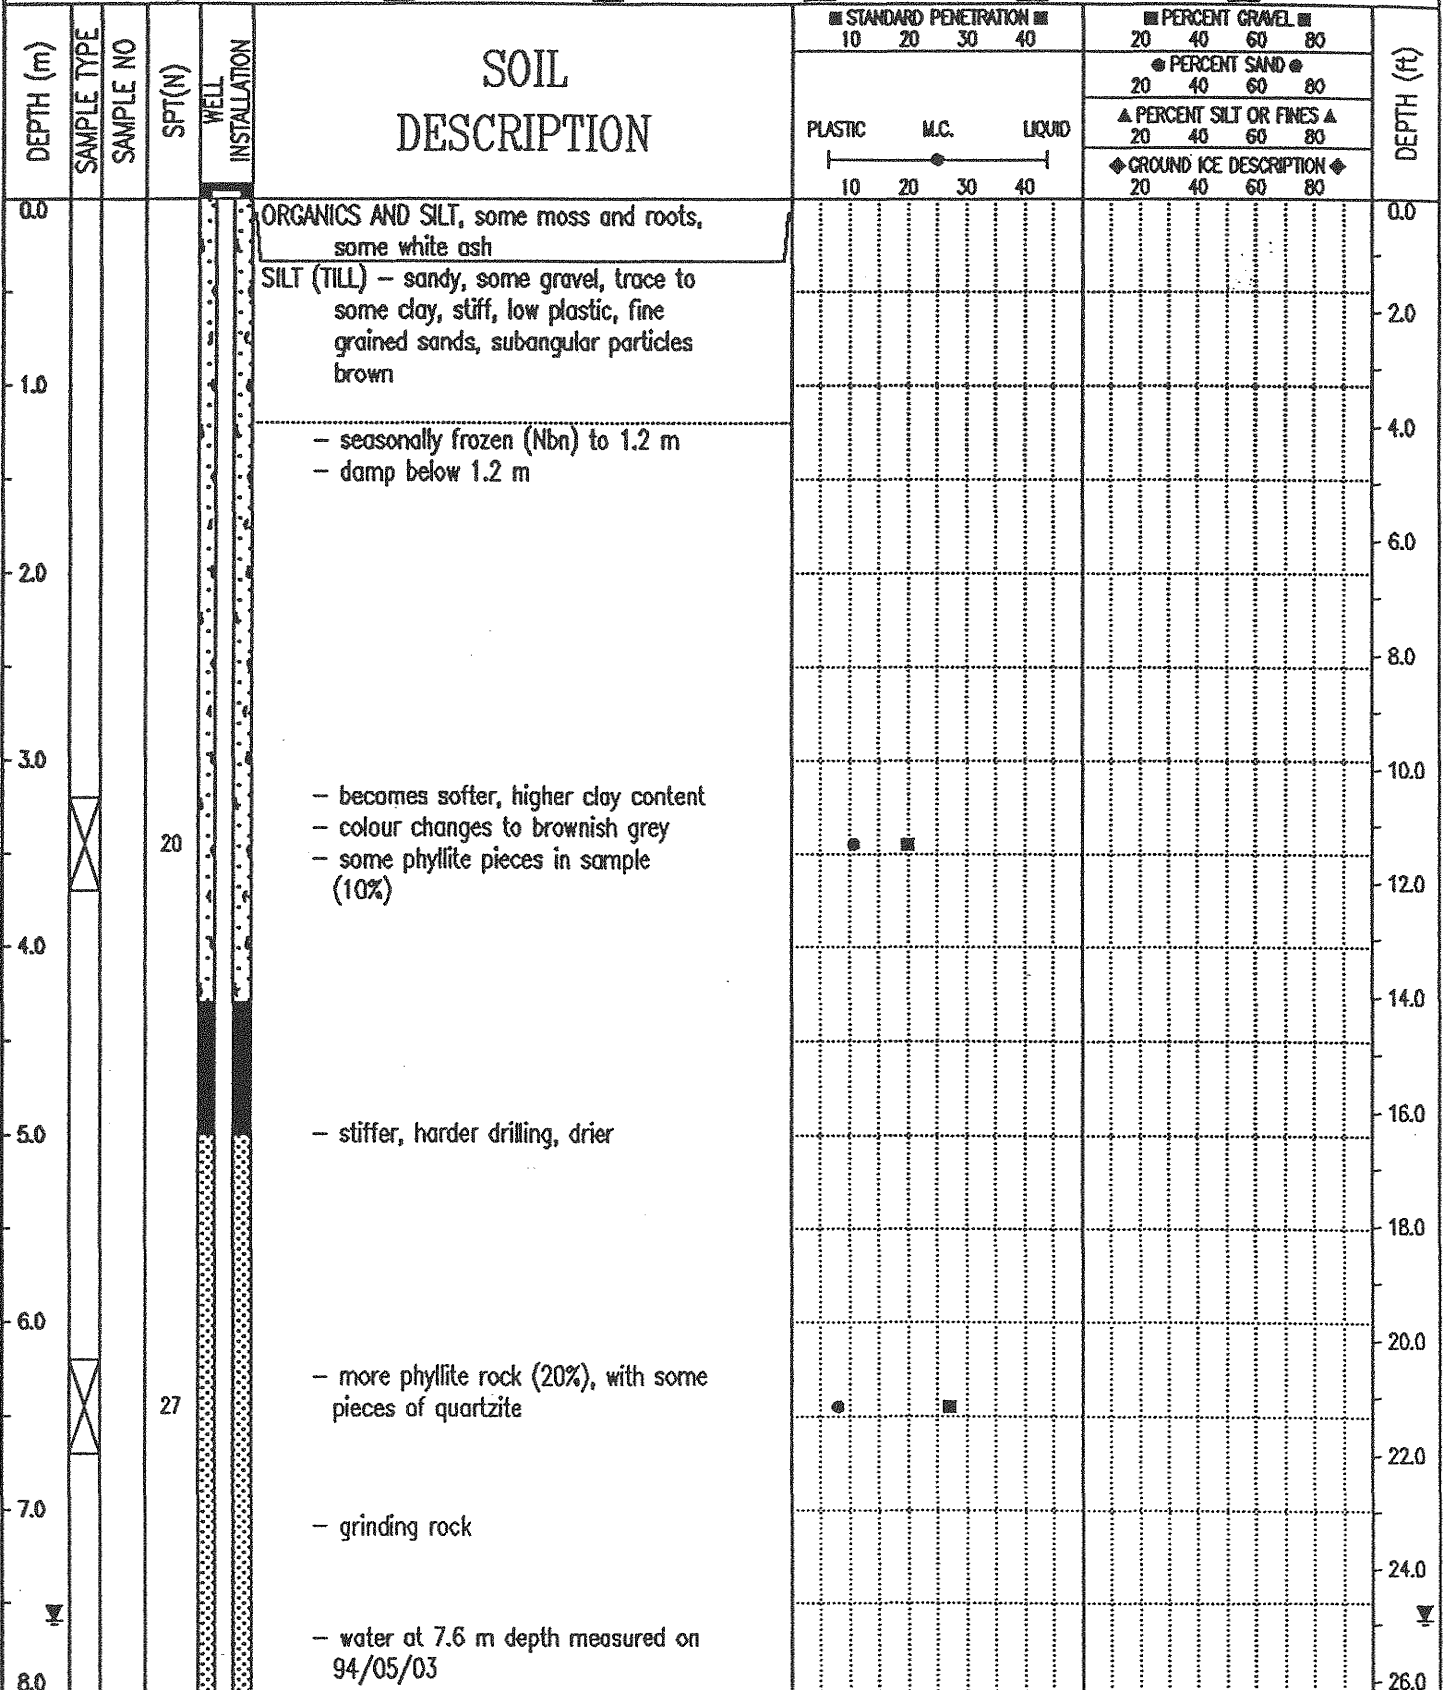 DEPTH (m)
SAMPLE TYPE
SAMPLE NO
SPT(N)
WELL
INSTALLATION
SOIL
DESCRIPTION
■ STANDARD PENETRATION ■
10 20 30 40
PLASTIC M.C. LIQUID
10 20 30 40
■ PERCENT GRAVEL ■
20 40 60 80
● PERCENT SAND ●
20 40 60 80
▲ PERCENT SILT OR FINES ▲
20 40 60 80
◆ GROUND ICE DESCRIPTION ◆
20 40 60 80
DEPTH (ft)
0.0
ORGANICS AND SILT, some moss and roots,
some white ash
0.0
SILT (TILL) – sandy, some gravel, trace to
some clay, stiff, low plastic, fine
2.0
grained sands, subangular particles
brown
1.0
– seasonally frozen (Nbn) to 1.2 m
4.0
– damp below 1.2 m
6.0
2.0
8.0
3.0
10.0
– becomes softer, higher clay content
– colour changes to brownish grey
20
– some phyllite pieces in sample
(10%)
12.0
4.0
14.0
16.0
5.0
– stiffer, harder drilling, drier
18.0
6.0
20.0
– more phyllite rock (20%), with some
27
pieces of quartzite
22.0
7.0
– grinding rock
24.0
– water at 7.6 m depth measured on
94/05/03
8.0
26.0